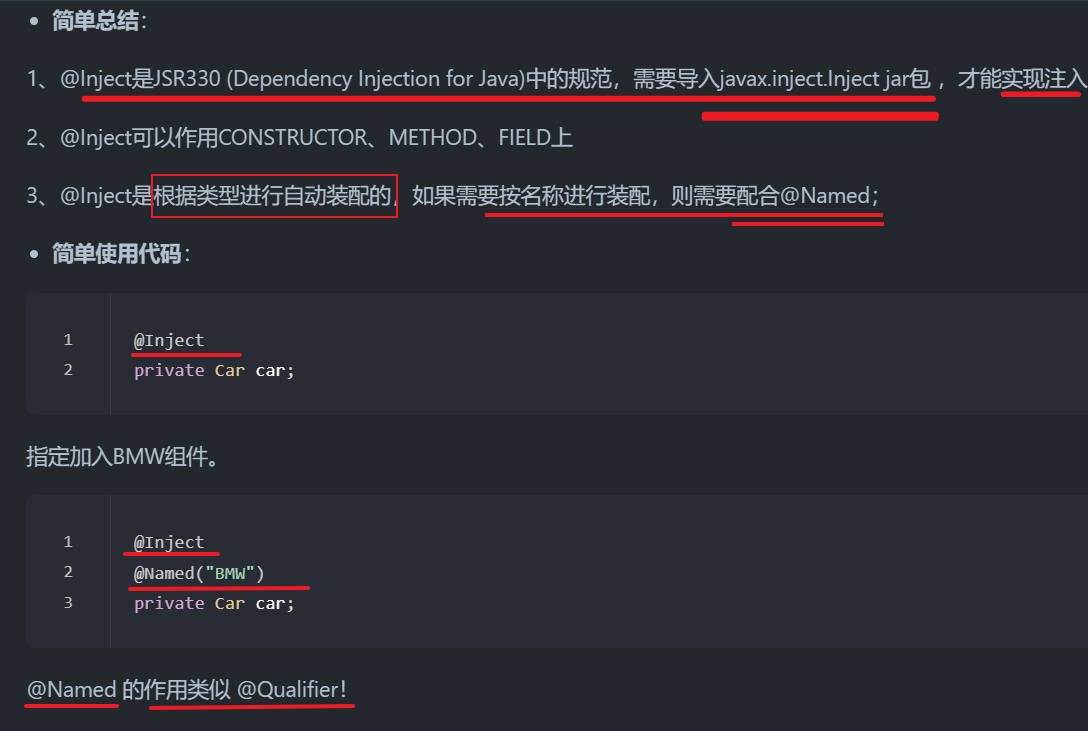 • 简单总结：
1、@Inject是JSR330 (Dependency Injection for Java)中的规范，需要导入javax.inject.Inject jar包 ，才能实现注入
2、@Inject可以作用CONSTRUCTOR、METHOD、FIELD上
3、@Inject是根据类型进行自动装配的，如果需要按名称进行装配，则需要配合@Named；
• 简单使用代码：
1 @Inject
2 private Car car;
指定加入BMW组件。
1 @Inject
2 @Named("BMW")
3 private Car car;
@Named 的作用类似 @Qualifier！